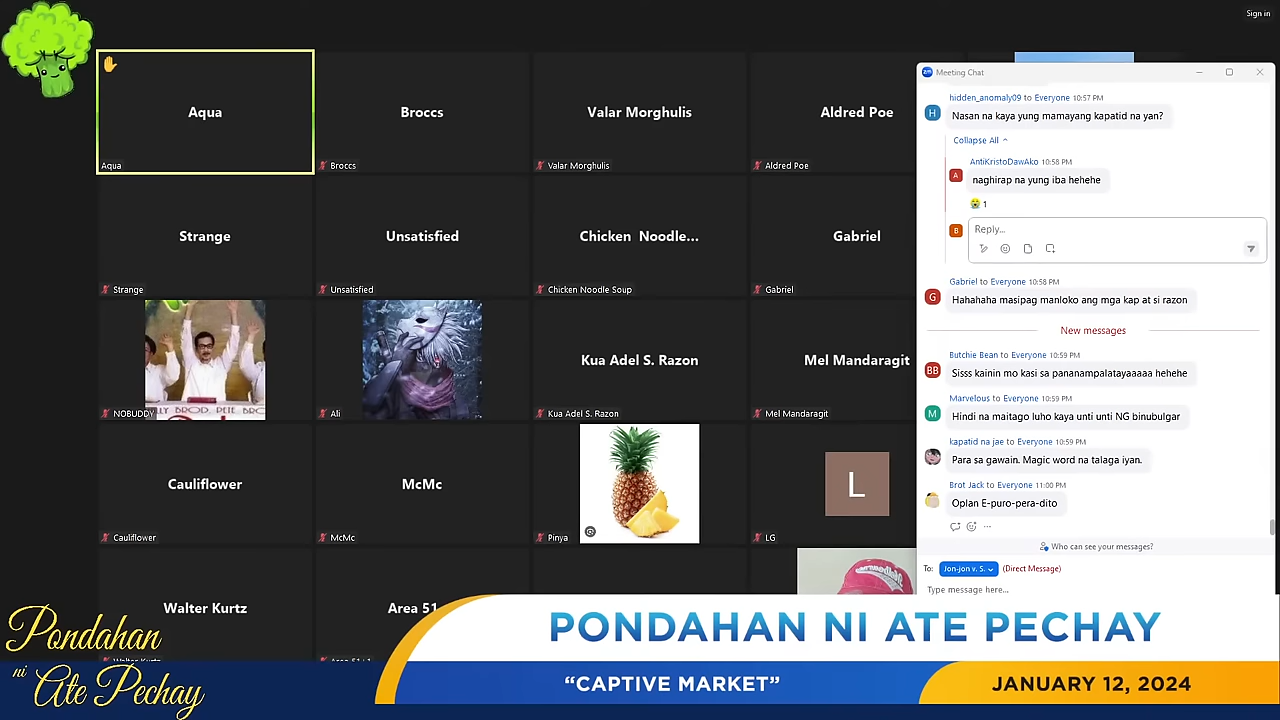 Sign in
Aqua
Aqua
Broccs
Broccs
Valar Morghulis
Valar Morghulis
Aldred Poe
Aldred Poe
Strange
Strange
Unsatisfied
Unsatisfied
Chicken Noodle...
Chicken Noodle Soup
Gabriel
Gabriel
NOBUDDY
Ali
Kua Adel S. Razon
Kua Adel S. Razon
Mel Mandaragit
Mel Mandaragit
Cauliflower
Cauliflower
McMc
McMc
Pinya
L
LG
Walter Kurtz
Walter Kurtz
Area 51
Meeting Chat
hidden_anomaly09 to Everyone 10:57 PM
H
Nasan na kaya yung mamayang kapatid na yan?
Collapse All
AntiKristoDawAko 10:58 PM
A
naghirap na yung iba hehehe
1
B
Reply...
Gabriel to Everyone 10:58 PM
G
Hahahaha masipag manloko ang mga kap at si razon
New messages
Butchie Bean to Everyone 10:59 PM
BB
Sisss kainin mo kasi sa pananampalatayaaaaa hehehe
Marvelous to Everyone 10:59 PM
M
Hindi na maitago luho kaya unti unti NG binubulgar
kapatid na jae to Everyone 10:59 PM
Para sa gawain. Magic word na talaga iyan.
Brot Jack to Everyone 11:00 PM
Oplan E-puro-pera-dito
Who can see your messages?
To: Jon-jon v. S. (Direct Message)
Type message here...
Pondahan
ni Ate Pechay
PONDAHAN NI ATE PECHAY
“CAPTIVE MARKET”
JANUARY 12, 2024